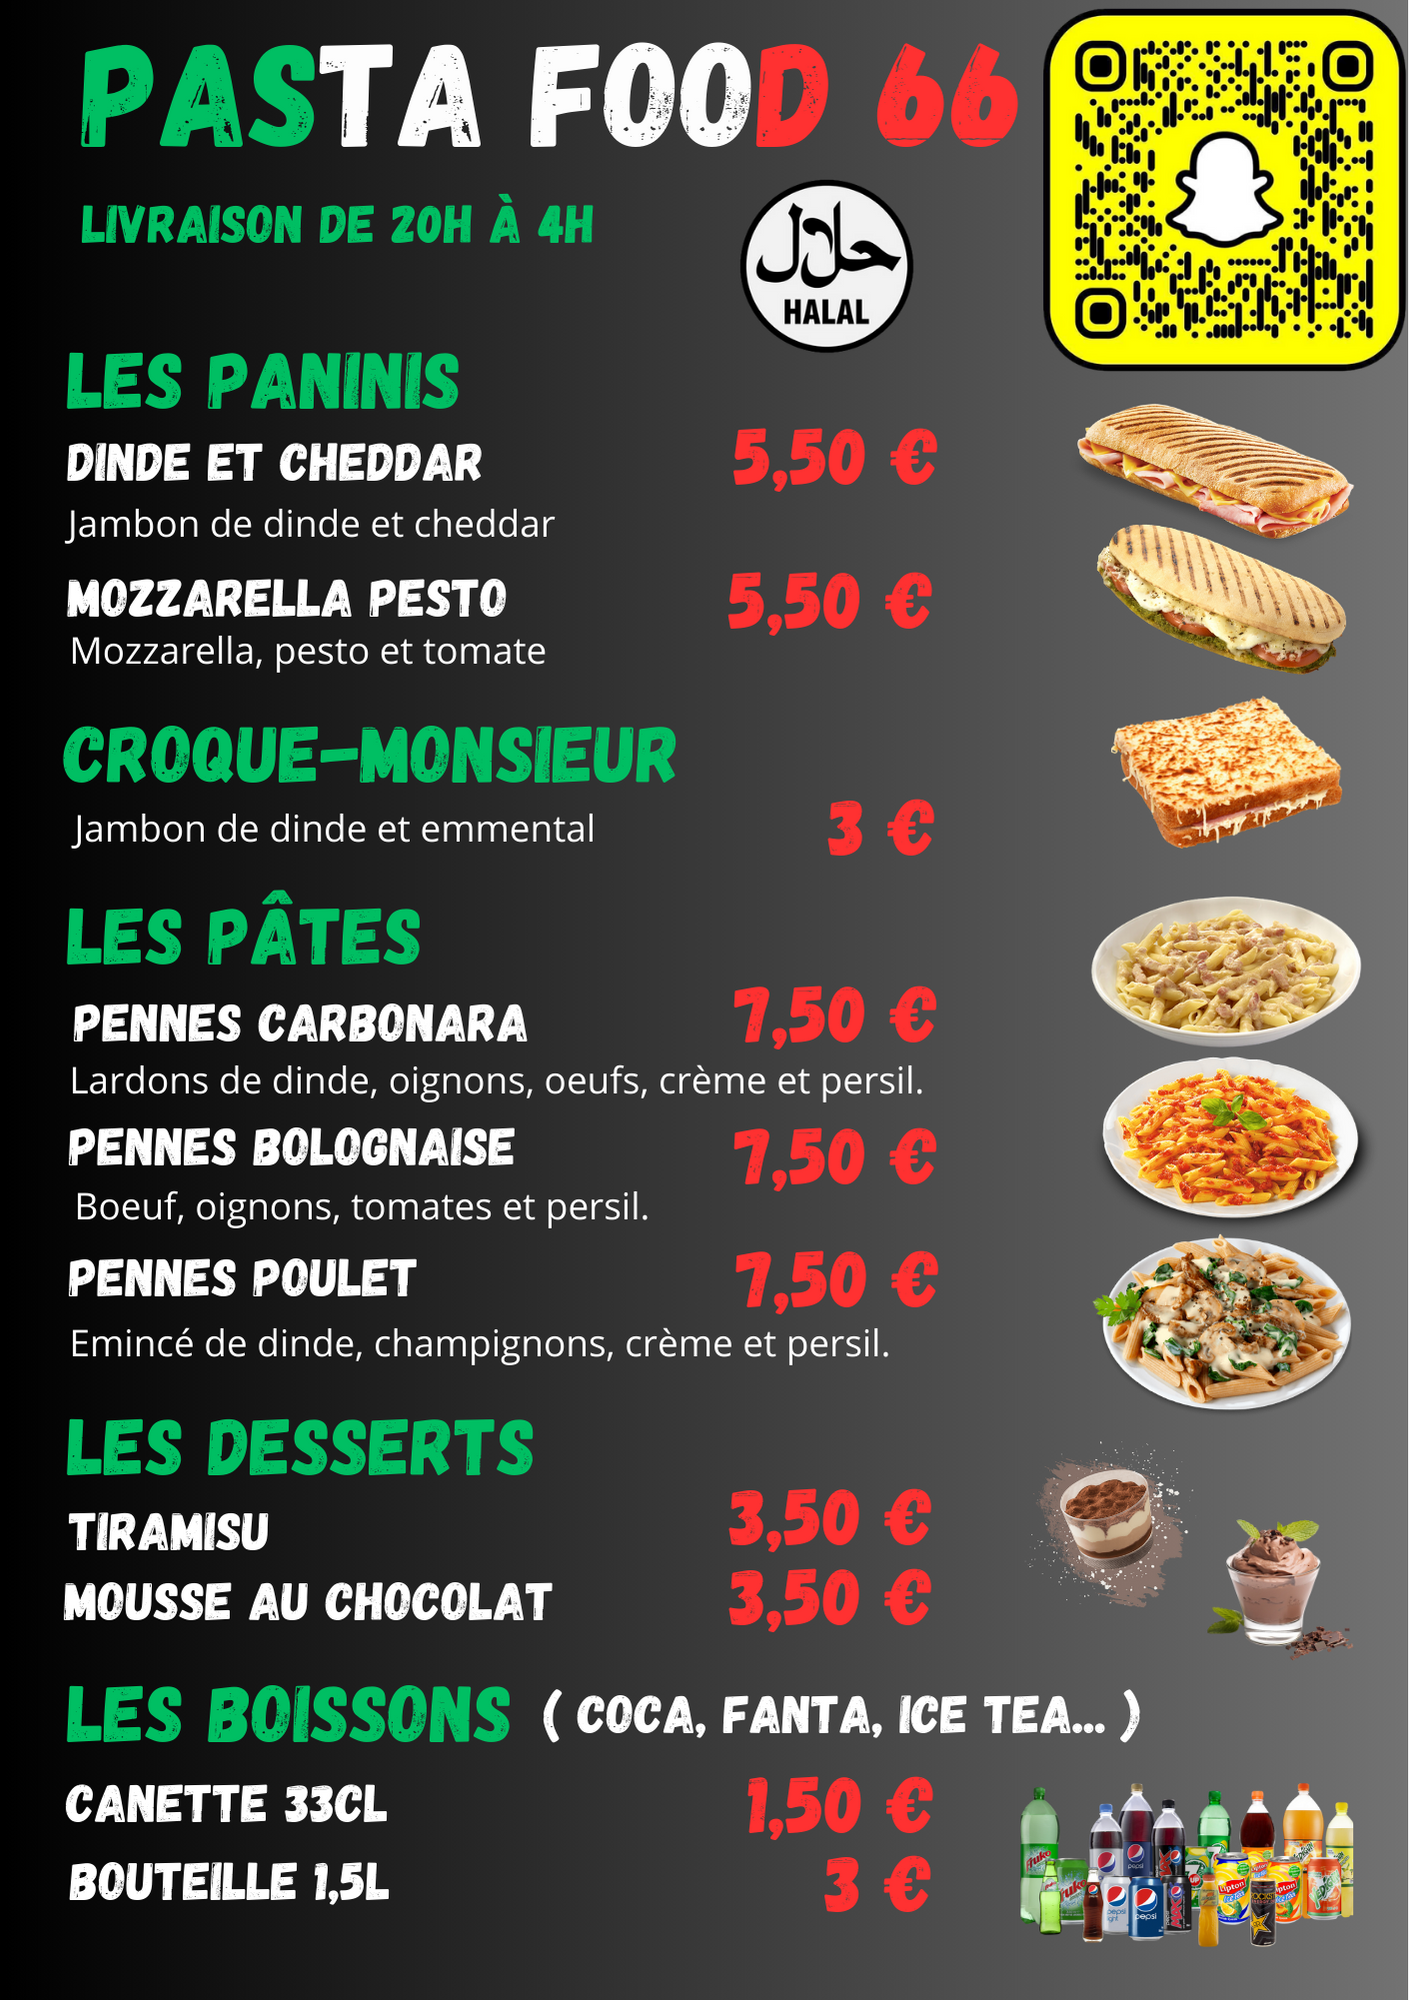 PASTA FOOD 66
LIVRAISON DE 20H À 4H
حلال
HALAL
LES PANINIS
DINDE ET CHEDDAR 5,50 €
Jambon de dinde et cheddar
MOZZARELLA PESTO 5,50 €
Mozzarella, pesto et tomate
CROQUE-MONSIEUR
Jambon de dinde et emmental 3 €
LES PÂTES
PENNES CARBONARA 7,50 €
Lardons de dinde, oignons, oeufs, crème et persil.
PENNES BOLOGNAISE 7,50 €
Boeuf, oignons, tomates et persil.
PENNES POULET 7,50 €
Emincé de dinde, champignons, crème et persil.
LES DESSERTS
TIRAMISU 3,50 €
MOUSSE AU CHOCOLAT 3,50 €
LES BOISSONS ( COCA, FANTA, ICE TEA... )
CANETTE 33CL 1,50 €
BOUTEILLE 1,5L 3 €
pepsi
Lipton
Lipton
pepsi